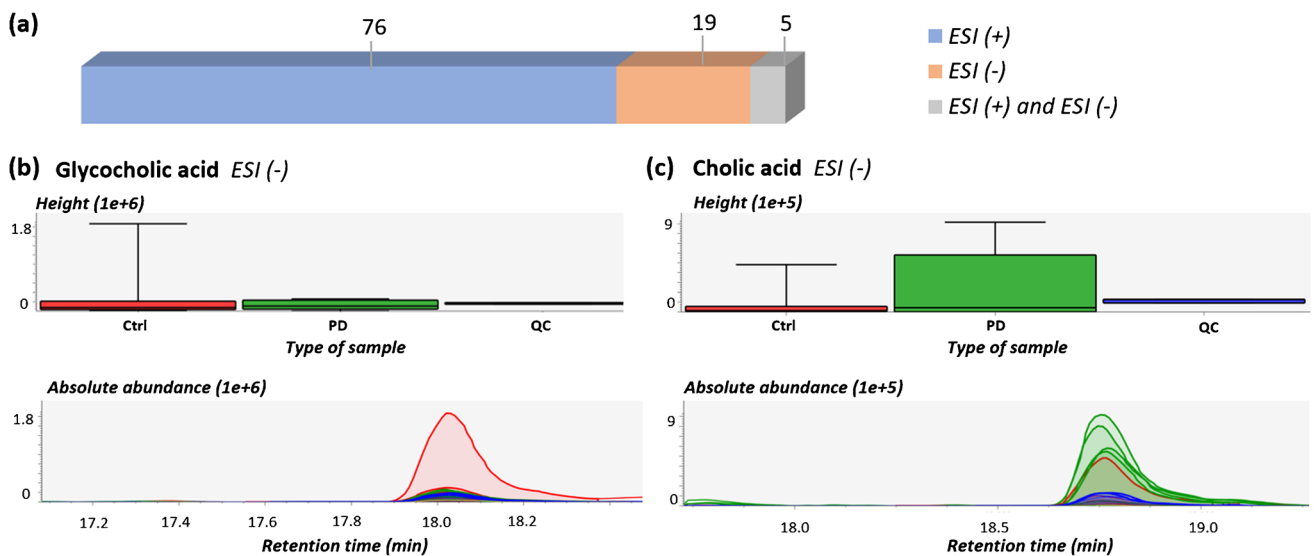 (a)
76
19
5
ESI (+)
ESI (-)
ESI (+) and ESI (-)
(b) Glycocholic acid ESI (-)
Height (1e+6)
1.8
0
Ctrl
PD
QC
Type of sample
Absolute abundance (1e+6)
1.8
0
17.2
17.4
17.6
17.8
18.0
18.2
Retention time (min)
(c) Cholic acid ESI (-)
Height (1e+5)
9
0
Ctrl
PD
QC
Type of sample
Absolute abundance (1e+5)
9
0
18.0
18.5
19.0
Retention time (min)